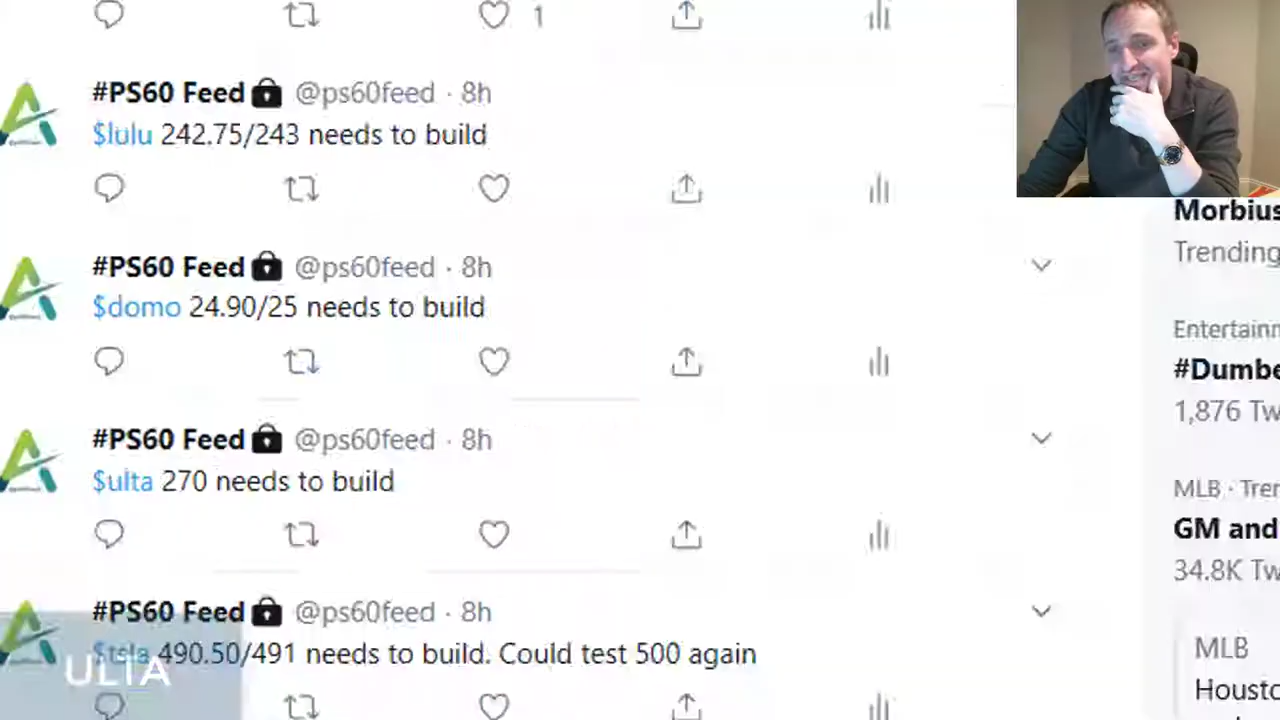 1
#PS60 Feed @ps60feed · 8h
$lulu 242.75/243 needs to build
Morbius
Trending
#PS60 Feed @ps60feed · 8h
$domo 24.90/25 needs to build
Entertainm
#Dumbe
1,876 Tw
#PS60 Feed @ps60feed · 8h
$ulta 270 needs to build
MLB · Tren
GM and
34.8K Tw
#PS60 Feed @ps60feed · 8h
$tsla 490.50/491 needs to build. Could test 500 again
ULTA
MLB
Housto